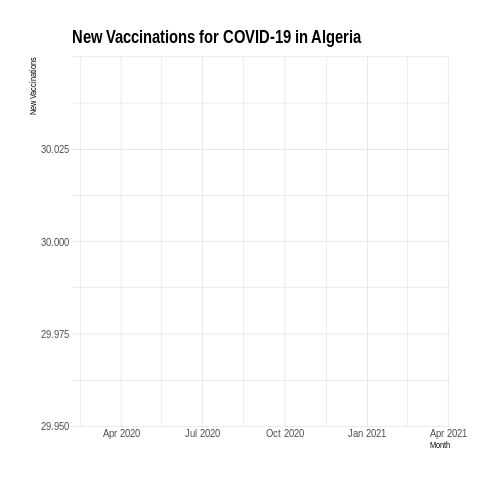 New Vaccinations for COVID-19 in Algeria
New Vaccinations
30.025
30.000
29.975
29.950
Apr 2020 Jul 2020 Oct 2020 Jan 2021 Apr 2021
Month